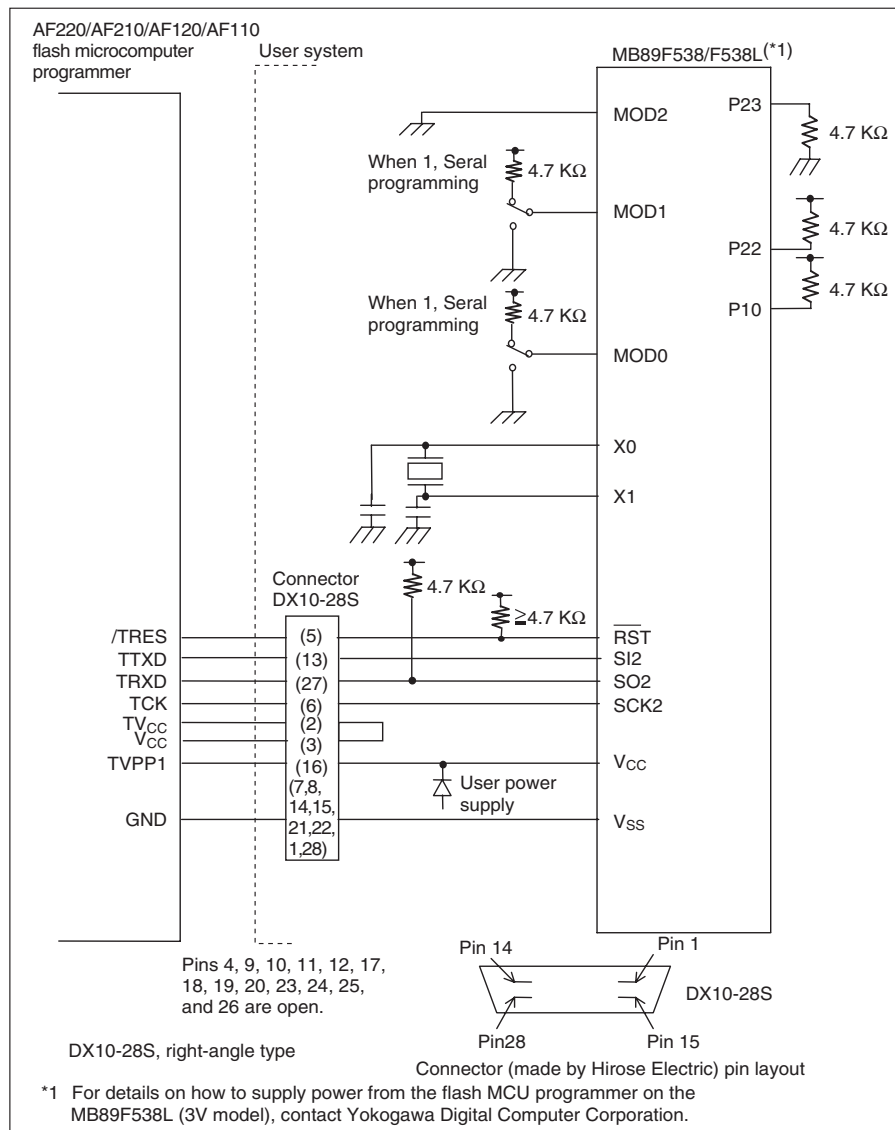 AF220/AF210/AF120/AF110
flash microcomputer
programmer
User system
MB89F538/F538L(*1)
MOD2
P23
4.7 KΩ
When 1, Seral
programming
4.7 KΩ
MOD1
P22
4.7 KΩ
P10
4.7 KΩ
When 1, Seral
programming
4.7 KΩ
MOD0
X0
X1
Connector
DX10-28S
4.7 KΩ
≧4.7 KΩ
/TRES
(5)
RST
TTXD
(13)
SI2
TRXD
(27)
SO2
TCK
(6)
SCK2
TVCC
(2)
VCC
(3)
TVPP1
(16)
VCC
(7,8,
14,15,
21,22,
1,28)
User power
supply
GND
VSS
Pins 4, 9, 10, 11, 12, 17,
18, 19, 20, 23, 24, 25,
and 26 are open.
Pin 14
Pin 1
DX10-28S
Pin28
Pin 15
DX10-28S, right-angle type
Connector (made by Hirose Electric) pin layout
*1 For details on how to supply power from the flash MCU programmer on the
MB89F538L (3V model), contact Yokogawa Digital Computer Corporation.